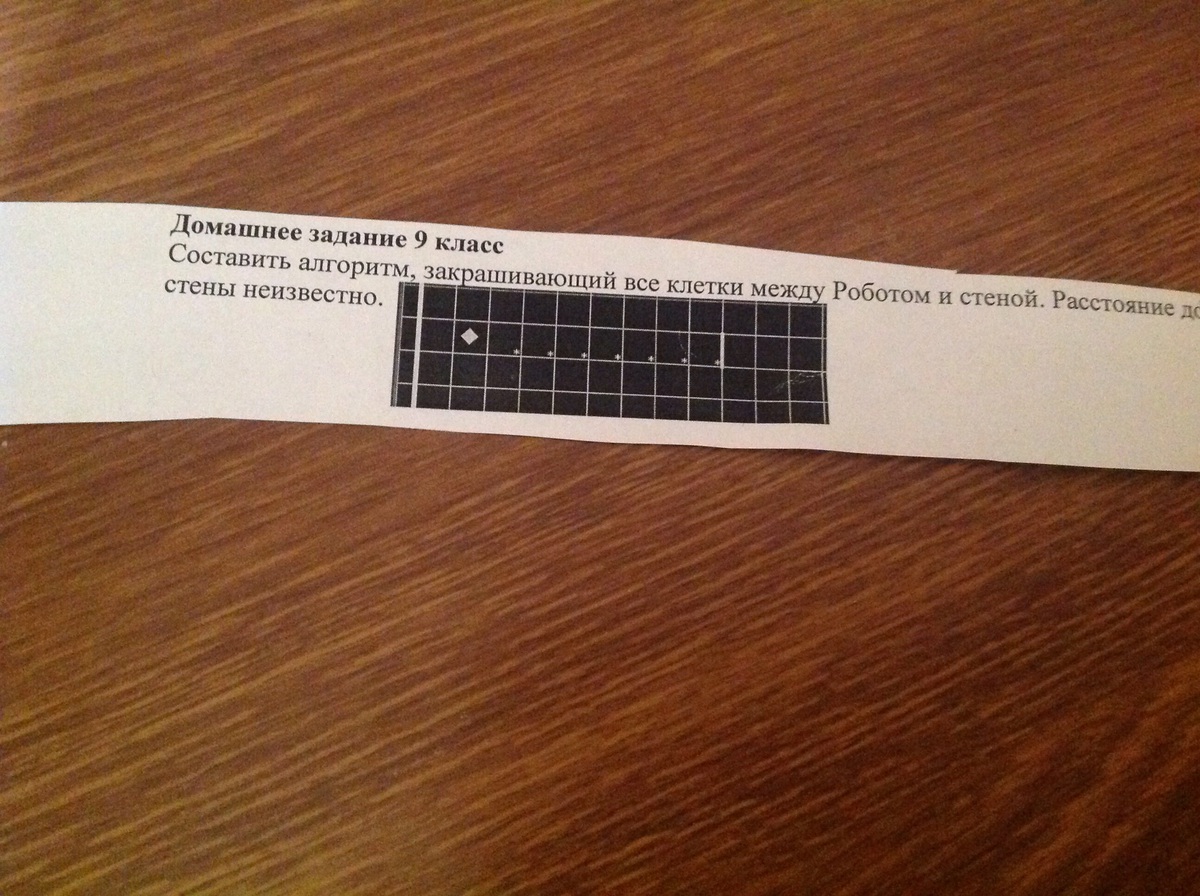 Домашнее задание 9 класс
Составить алгоритм, закрашивающий все клетки между Роботом и стеной. Расстояние до
стены неизвестно.